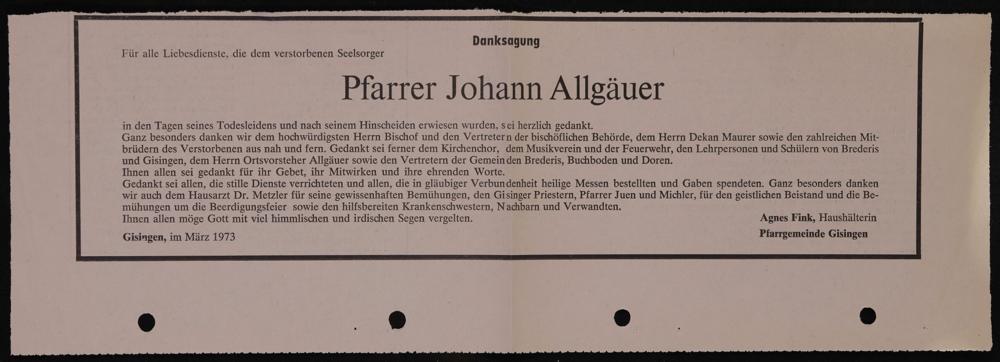 Danksagung
Für alle Liebesdienste, die dem verstorbenen Seelsorger
Pfarrer Johann Allgäuer
in den Tagen seines Todesleidens und nach seinem Hinscheiden erwiesen wurden, sei herzlich gedankt.
Ganz besonders danken wir dem hochwürdigsten Herrn Bischof und den Vertretern der bischöflichen Behörde, dem Herrn Dekan Maurer sowie den zahlreichen Mit-
brüdern des Verstorbenen aus nah und fern. Gedankt sei ferner dem Kirchenchor, dem Musikverein und der Feuerwehr, den Lehrpersonen und Schülern von Brederis
und Gisingen, dem Herrn Ortsvorsteher Allgäuer sowie den Vertretern der Gemeinden Brederis, Buchboden und Doren.
Ihnen allen sei gedankt für ihr Gebet, ihr Mitwirken und ihre ehrenden Worte.
Gedankt sei allen, die stille Dienste verrichteten und allen, die in gläubiger Verbundenheit heilige Messen bestellten und Gaben spendeten. Ganz besonders danken
wir auch dem Hausarzt Dr. Metzler für seine gewissenhaften Bemühungen, den Gisinger Priestern, Pfarrer Juen und Michler, für den geistlichen Beistand und die Be-
mühungen um die Beerdigungsfeier sowie den hilfsbereiten Krankenschwestern, Nachbarn und Verwandten.
Ihnen allen möge Gott mit viel himmlischen und irdischen Segen vergelten.
Agnes Fink, Haushälterin
Gisingen, im März 1973
Pfarrgemeinde Gisingen